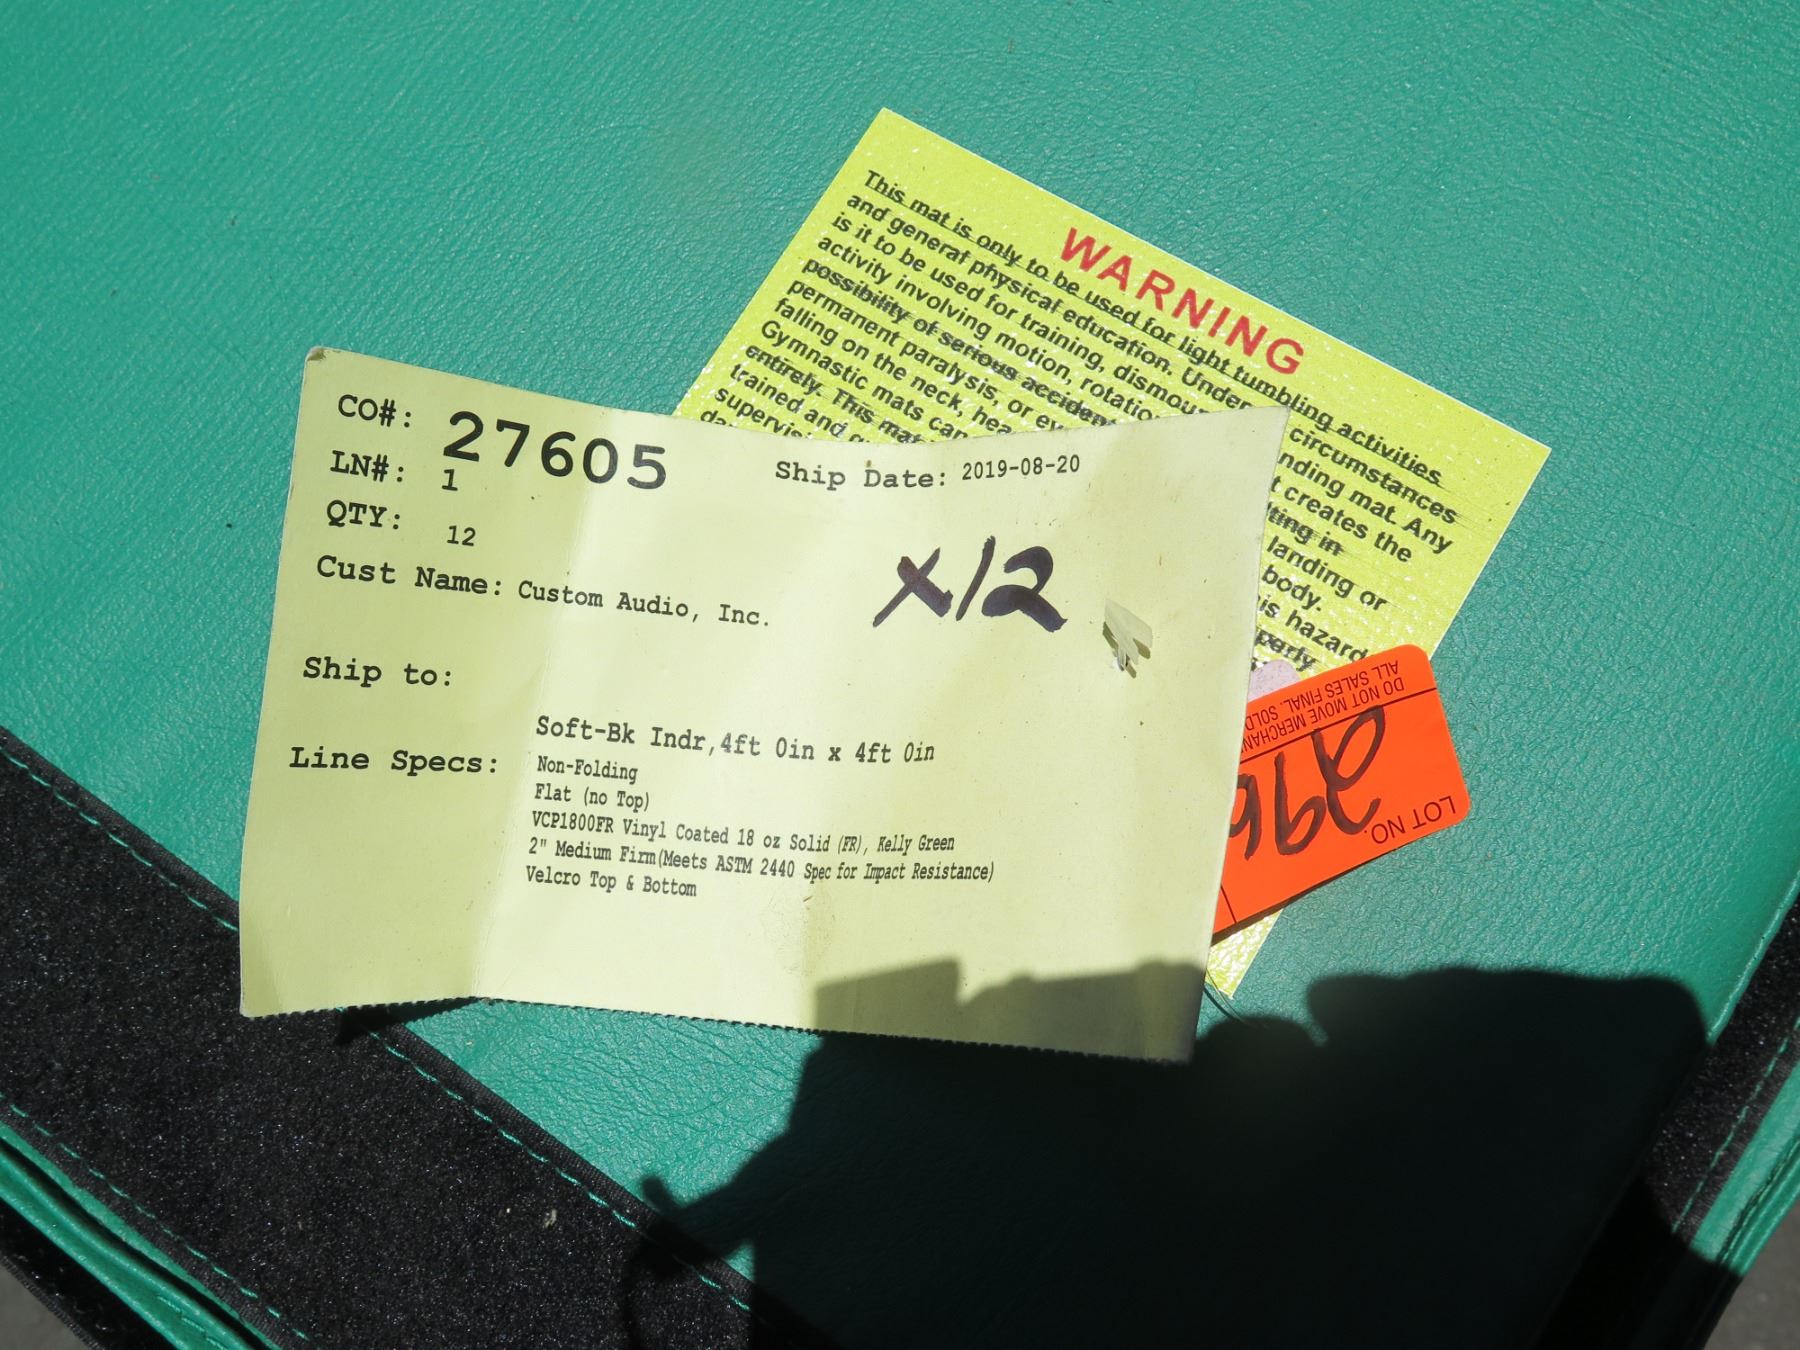 WARNING
This mat is only to be used for light tumbling activities
and general physical education. Under circumstances
is it to be used for training, dismou nding mat. Any
activity involving motion, rotatio t creates the
possibility of serious accident lting in
permanent paralysis, or ev landing or
falling on the neck, hea body.
Gymnastic mats can is hazard
entirely. This mat perly
trained and
supervisi
CO#: 27605
Ship Date: 2019-08-20
LN#: 1
QTY: 12
x12
Cust Name: Custom Audio, Inc.
Ship to:
Soft-Bk Indr,4ft 0in x 4ft 0in
Line Specs: Non-Folding
Flat (no Top)
VCP1800FR Vinyl Coated 18 oz Solid (FR), Kelly Green
2" Medium Firm(Meets ASTM 2440 Spec for Impact Resistance)
Velcro Top & Bottom
LOT NO.
296
DO NOT MOVE MERCHAN
ALL SALES FINAL. SOLD